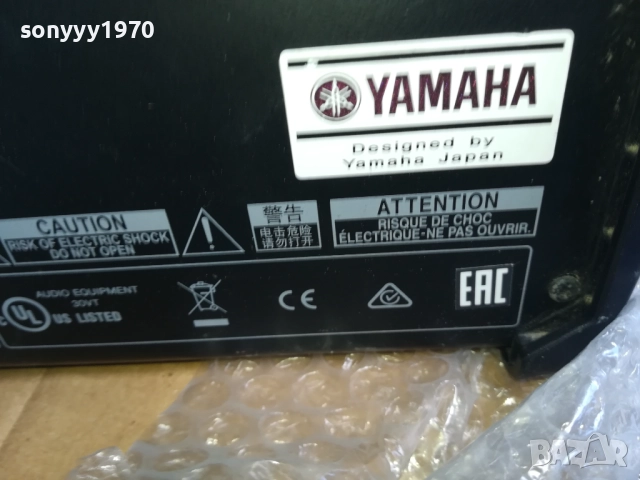 sonyyy1970
YAMAHA
Designed by
Yamaha Japan
CAUTION
RISK OF ELECTRIC SHOCK
DO NOT OPEN
警告
电击危险
请勿打开
ATTENTION
RISQUE DE CHOC
ÉLECTRIQUE-NE PAS OUVRIR.
AUDIO EQUIPMENT
30VT
c UL US LISTED
CE
EAC
BAZAR